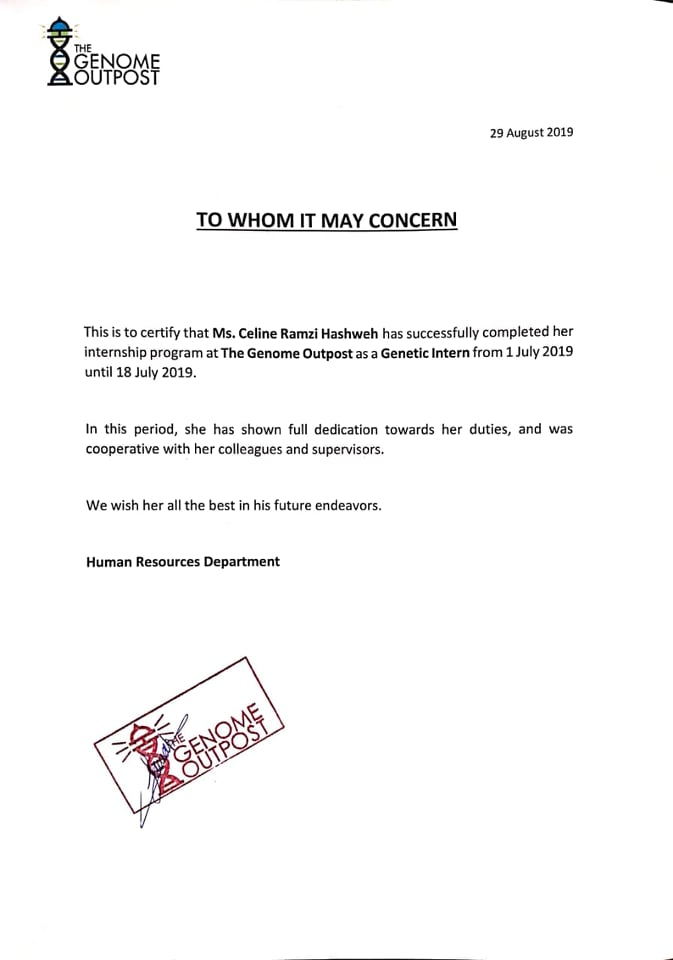 THE
GENOME
OUTPOST
29 August 2019
TO WHOM IT MAY CONCERN
This is to certify that Ms. Celine Ramzi Hashweh has successfully completed her
internship program at The Genome Outpost as a Genetic Intern from 1 July 2019
until 18 July 2019.
In this period, she has shown full dedication towards her duties, and was
cooperative with her colleagues and supervisors.
We wish her all the best in his future endeavors.
Human Resources Department
THE
GENOME
OUTPOST